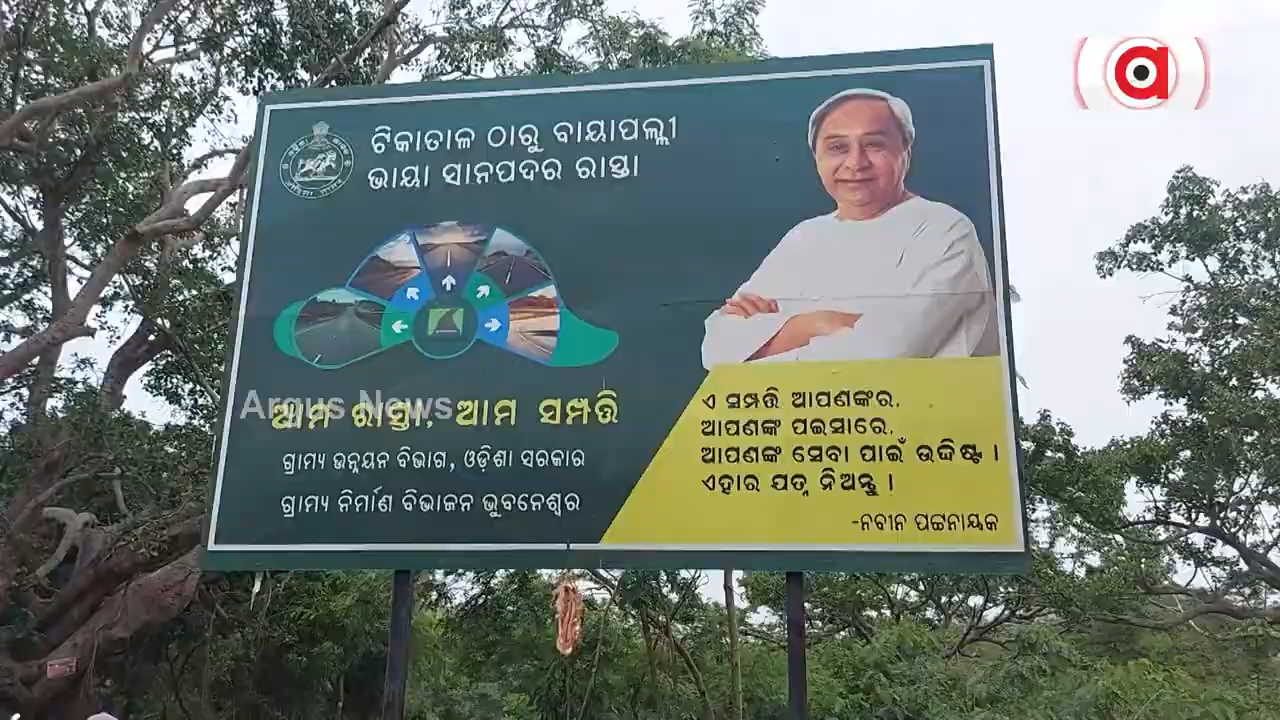 ଟିକାତାଳ ଠାରୁ ବାୟାପଲ୍ଲୀ
ଭାୟା ସାନପଦର ରାସ୍ତା
Argus News
ଆମ ରାସ୍ତା, ଆମ ସମ୍ପତ୍ତି
ଗ୍ରାମ୍ୟ ଉନ୍ନୟନ ବିଭାଗ, ଓଡ଼ିଶା ସରକାର
ଗ୍ରାମ୍ୟ ନିର୍ମାଣ ବିଭାଜନ ଭୁବନେଶ୍ୱର
ଏ ସମ୍ପତ୍ତି ଆପଣଙ୍କର,
ଆପଣଙ୍କ ପଇସାରେ,
ଆପଣଙ୍କ ସେବା ପାଇଁ ଉଦ୍ଦିଷ୍ଟ ।
ଏହାର ଯତ୍ନ ନିଅନ୍ତୁ ।
-ନବୀନ ପଟ୍ଟନାୟକ
a